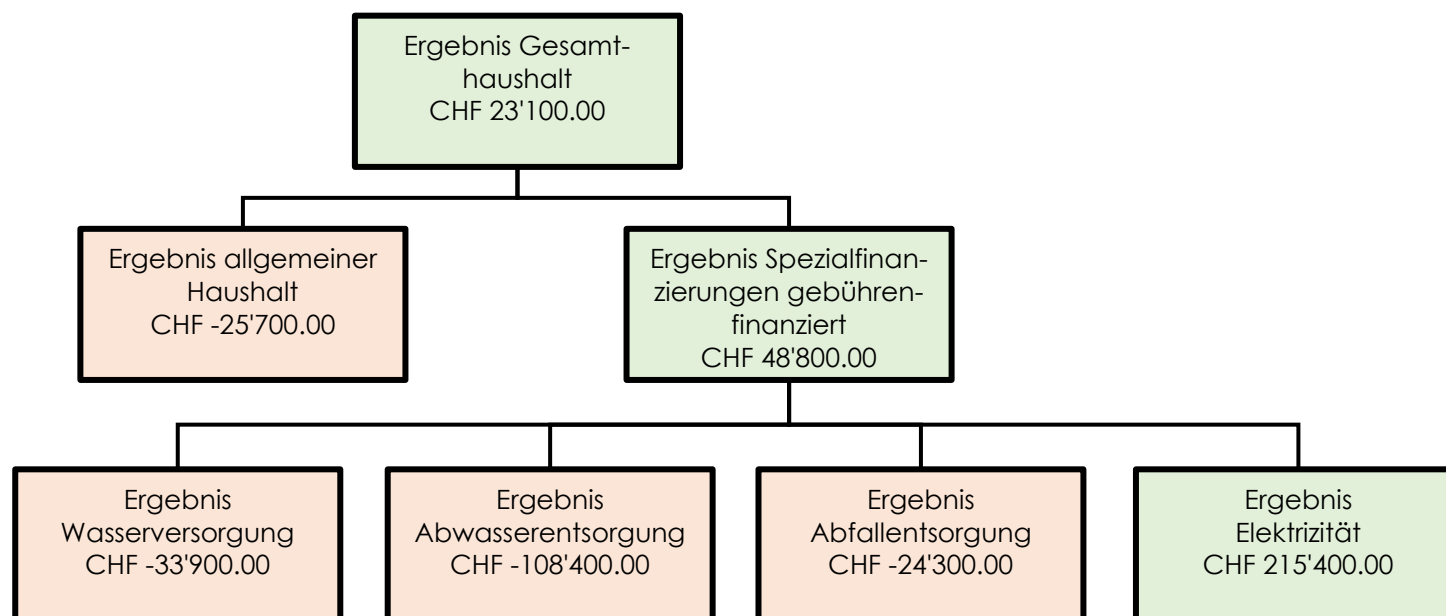 Ergebnis Gesamt-
haushalt
CHF 23'100.00
Ergebnis allgemeiner
Haushalt
CHF -25'700.00
Ergebnis Spezialfinan-
zierungen gebühren-
finanziert
CHF 48'800.00
Ergebnis
Wasserversorgung
CHF -33'900.00
Ergebnis
Abwasserentsorgung
CHF -108'400.00
Ergebnis
Abfallentsorgung
CHF -24'300.00
Ergebnis
Elektrizität
CHF 215'400.00